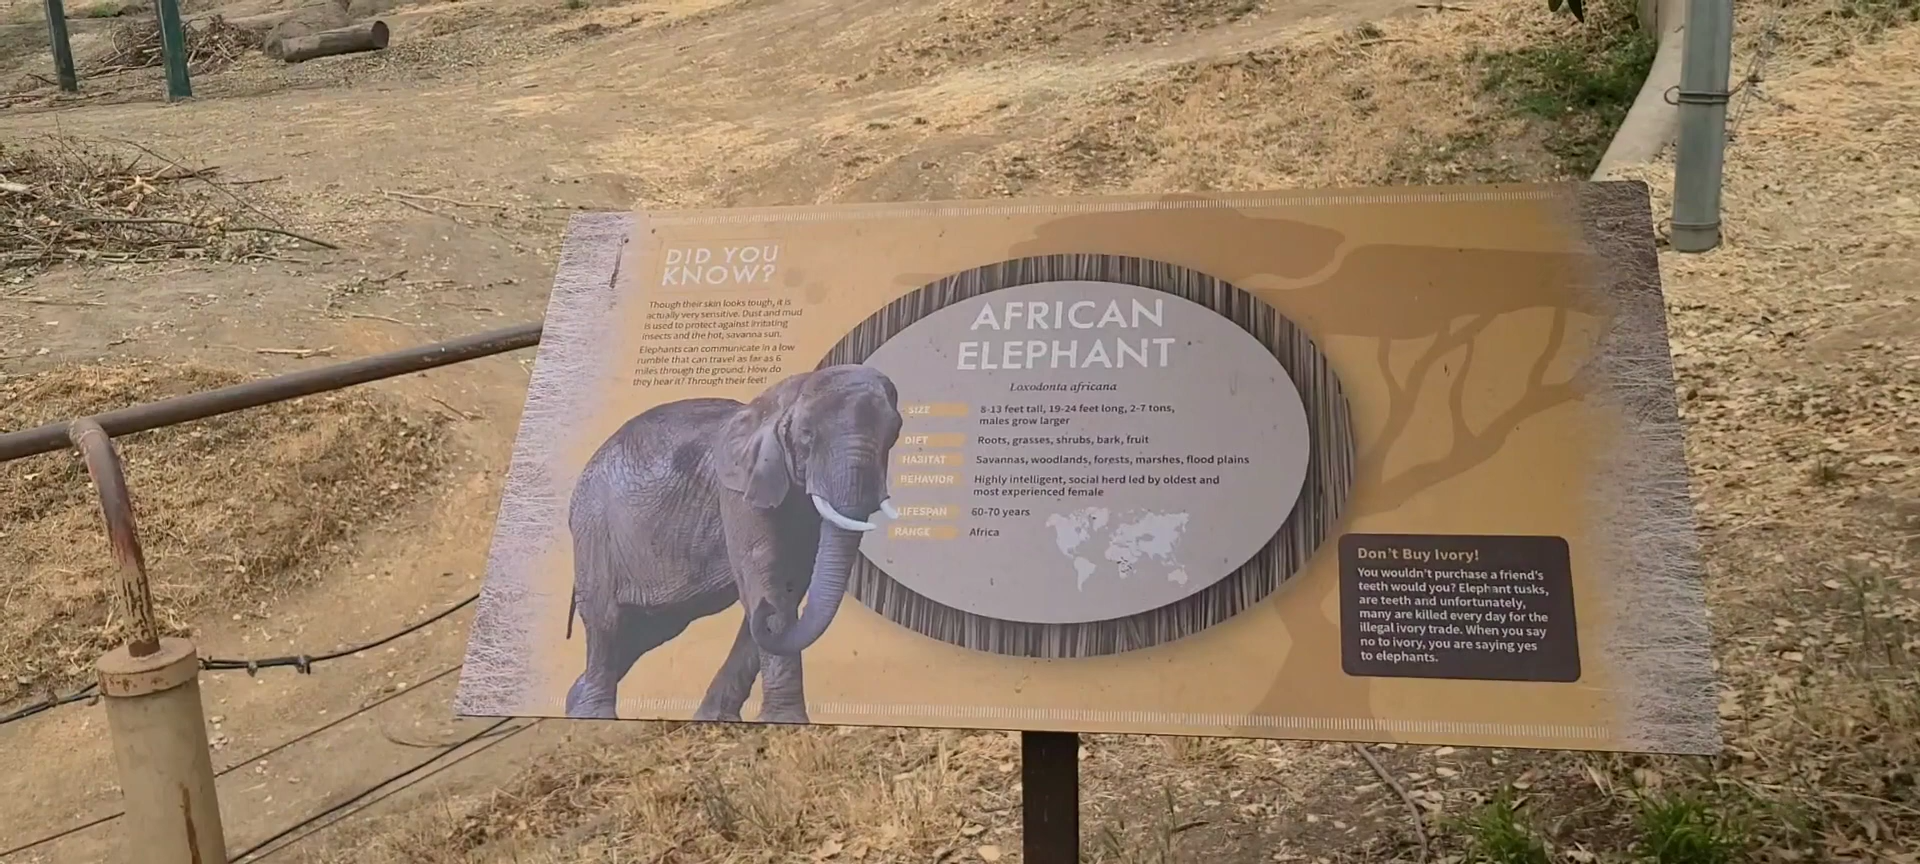 DID YOU
KNOW?
Though their skin looks tough, it is
actually very sensitive. Dust and mud
is used to protect against irritating
insects and the hot, savanna sun.
Elephants can communicate in a low
rumble that can travel as far as 6
miles through the ground. How do
they hear it? Through their feet!
AFRICAN
ELEPHANT
Loxodonta africana
SIZE 8-13 feet tall, 19-24 feet long, 2-7 tons,
males grow larger
DIET Roots, grasses, shrubs, bark, fruit
HABITAT Savannas, woodlands, forests, marshes, flood plains
BEHAVIOR Highly intelligent, social herd led by oldest and
most experienced female
LIFESPAN 60-70 years
RANGE Africa
Don't Buy Ivory!
You wouldn't purchase a friend's
teeth would you? Elephant tusks,
are teeth and unfortunately,
many are killed every day for the
illegal ivory trade. When you say
no to ivory, you are saying yes
to elephants.